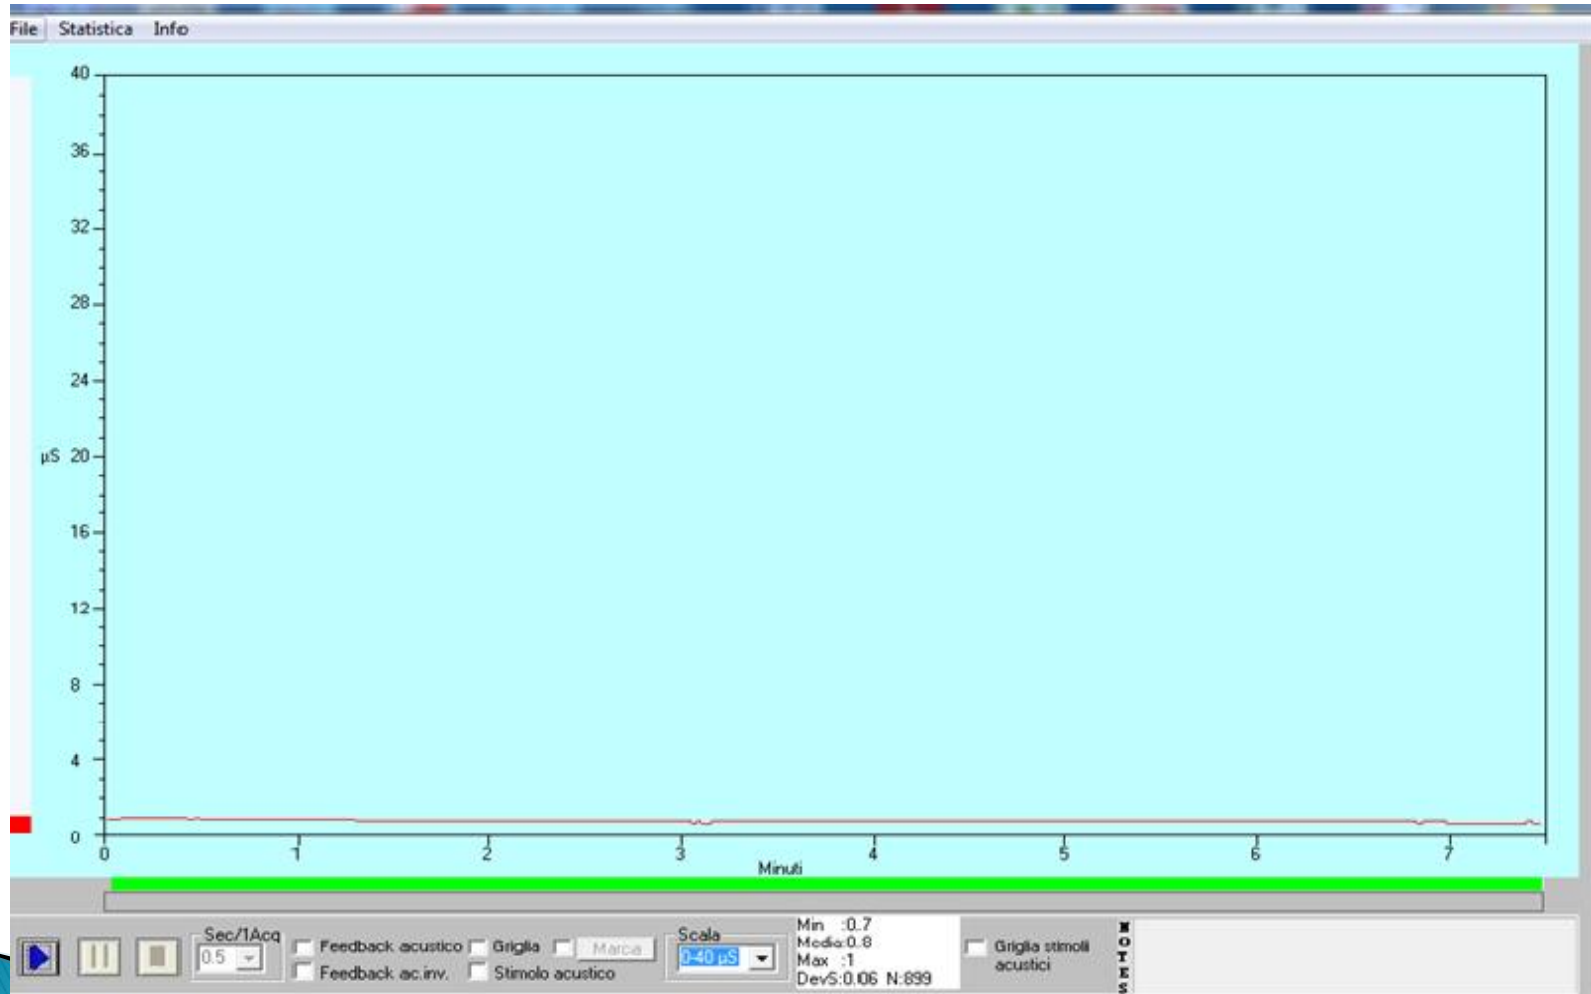 File Statistica Info
40
36
32
28
24
µS 20
16
12
8
4
0
0 1 2 3 4 5 6 7
Minuti
Sec/1Acq
0.5
Feedback acustico
Feedback ac.inv.
Griglia
Marca
Stimolo acustico
Scala
0-40 µS
Min :0.7
Media:0.8
Max :1
DevS:0.06 N:899
Griglia stimoli
acustici
NOTES